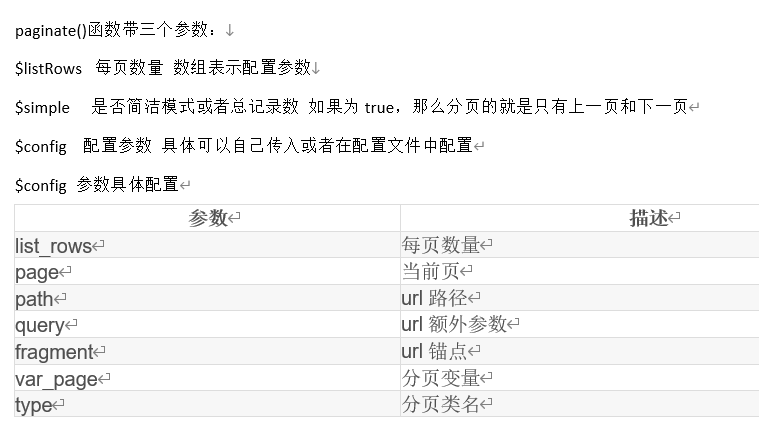 paginate()函数带三个参数：
$listRows 每页数量 数组表示配置参数
$simple 是否简洁模式或者总记录数 如果为 true，那么分页的就是只有上一页和下一页
$config 配置参数 具体可以自己传入或者在配置文件中配置
$config 参数具体配置
参数 描述
list_rows 每页数量
page 当前页
path url 路径
query url 额外参数
fragment url 锚点
var_page 分页变量
type 分页类名